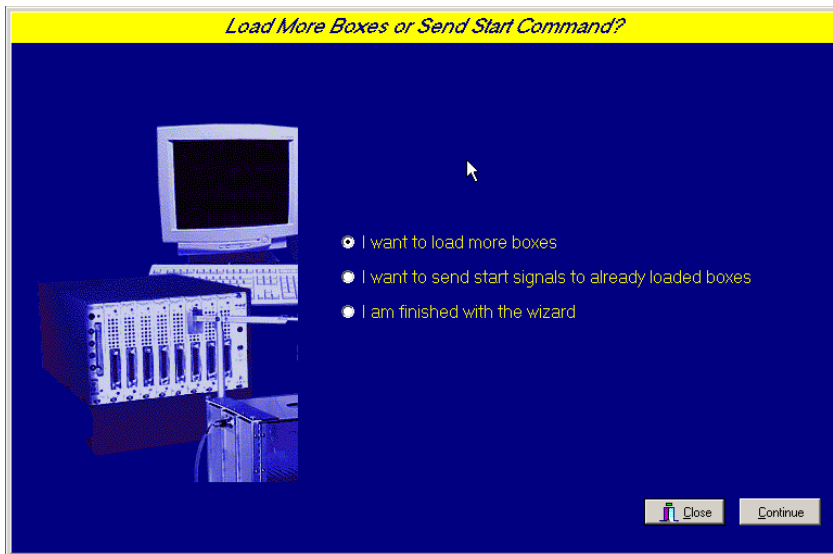 Load More Boxes or Send Start Command?
I want to load more boxes
I want to send start signals to already loaded boxes
I am finished with the wizard
Close
Continue